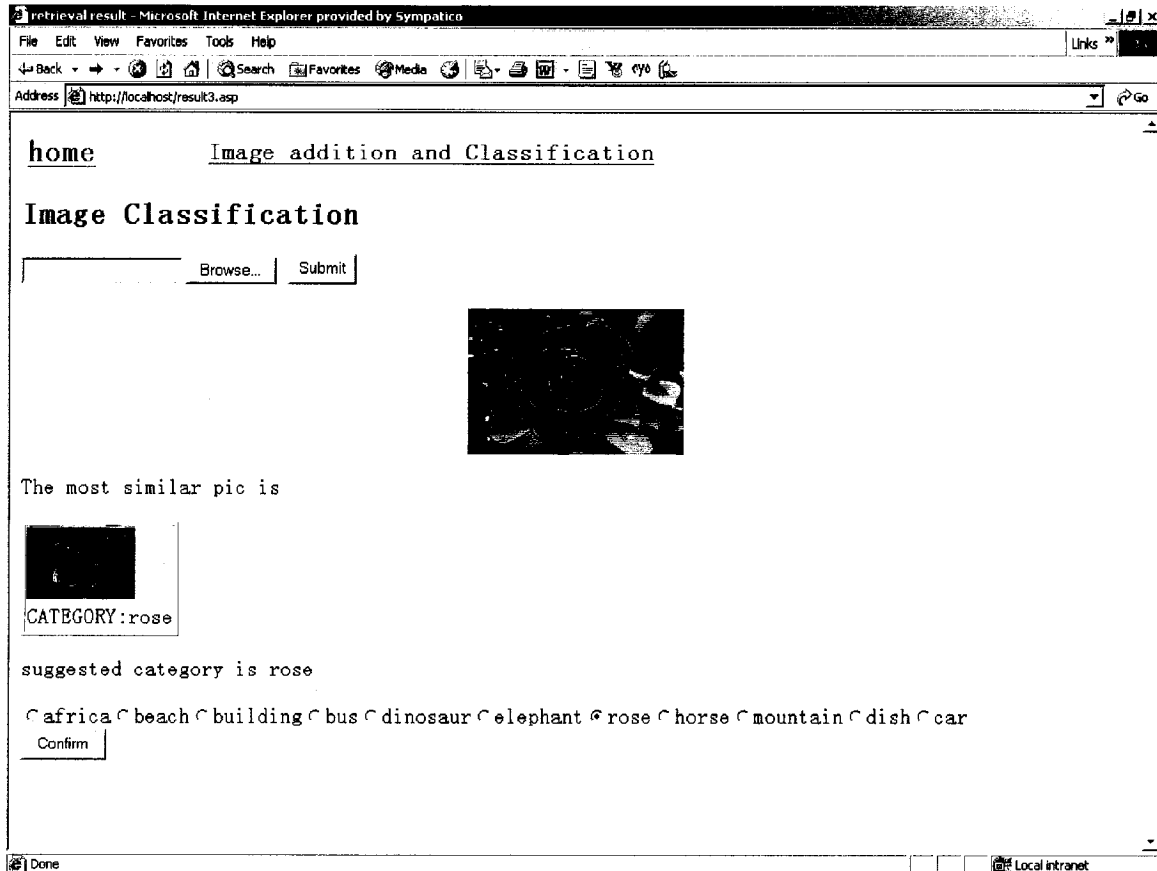 retrieval result - Microsoft Internet Explorer provided by Sympatico
File Edit View Favorites Tools Help
Links »
Back Search Favorites Media
Address http://localhost/result3.asp Go
home Image addition and Classification
Image Classification
Browse... Submit
The most similar pic is
CATEGORY:rose
suggested category is rose
africa beach building bus dinosaur elephant rose horse mountain dish car
Confirm
Done Local intranet